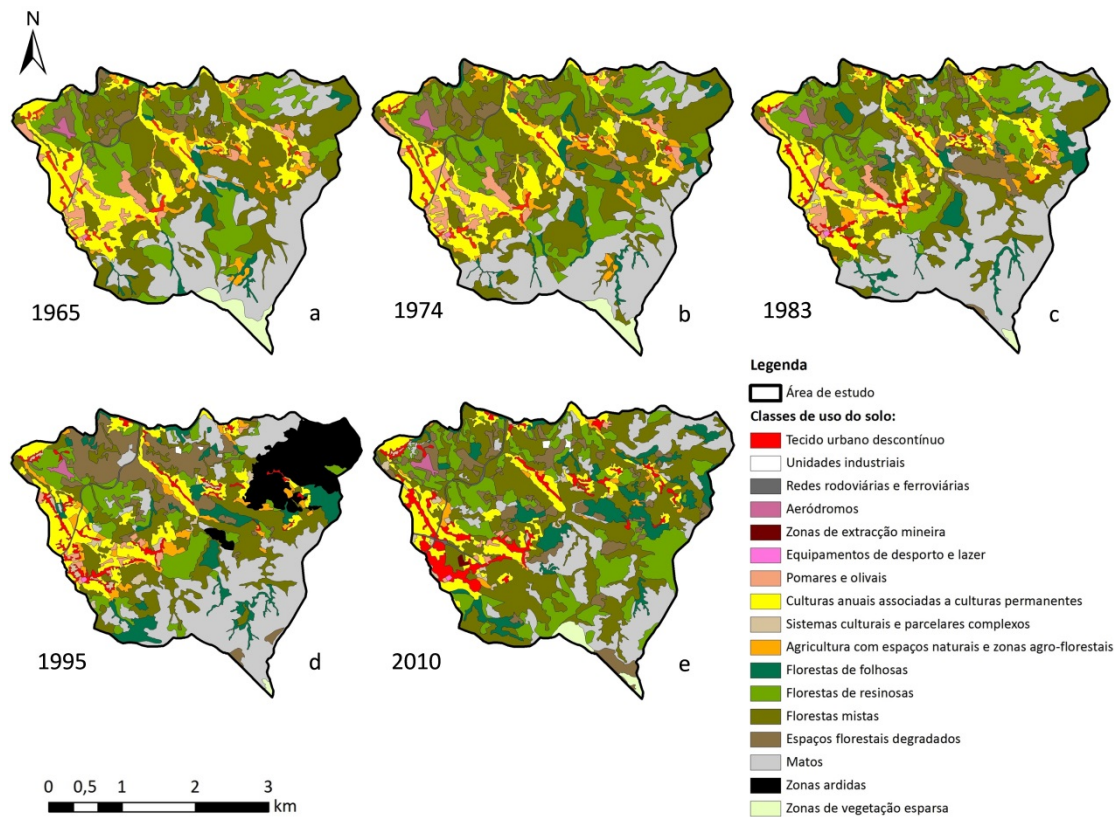 N
1965
a
1974
b
1983
c
1995
d
2010
e
Legenda
Área de estudo
Classes de uso do solo:
Tecido urbano descontínuo
Unidades industriais
Redes rodoviárias e ferroviárias
Aeródromos
Zonas de extracção mineira
Equipamentos de desporto e lazer
Pomares e olivais
Culturas anuais associadas a culturas permanentes
Sistemas culturais e parcelares complexos
Agricultura com espaços naturais e zonas agro-florestais
Florestas de folhosas
Florestas de resinosas
Florestas mistas
Espaços florestais degradados
Matos
Zonas ardidas
Zonas de vegetação esparsa
0 0,5 1 2 3
km